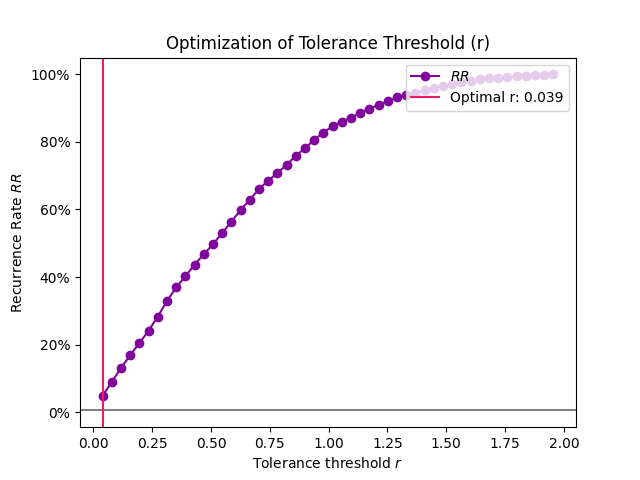 Optimization of Tolerance Threshold (r)
RR
Optimal r: 0.039
Recurrence Rate RR
100%
80%
60%
40%
20%
0%
0.00 0.25 0.50 0.75 1.00 1.25 1.50 1.75 2.00
Tolerance threshold r